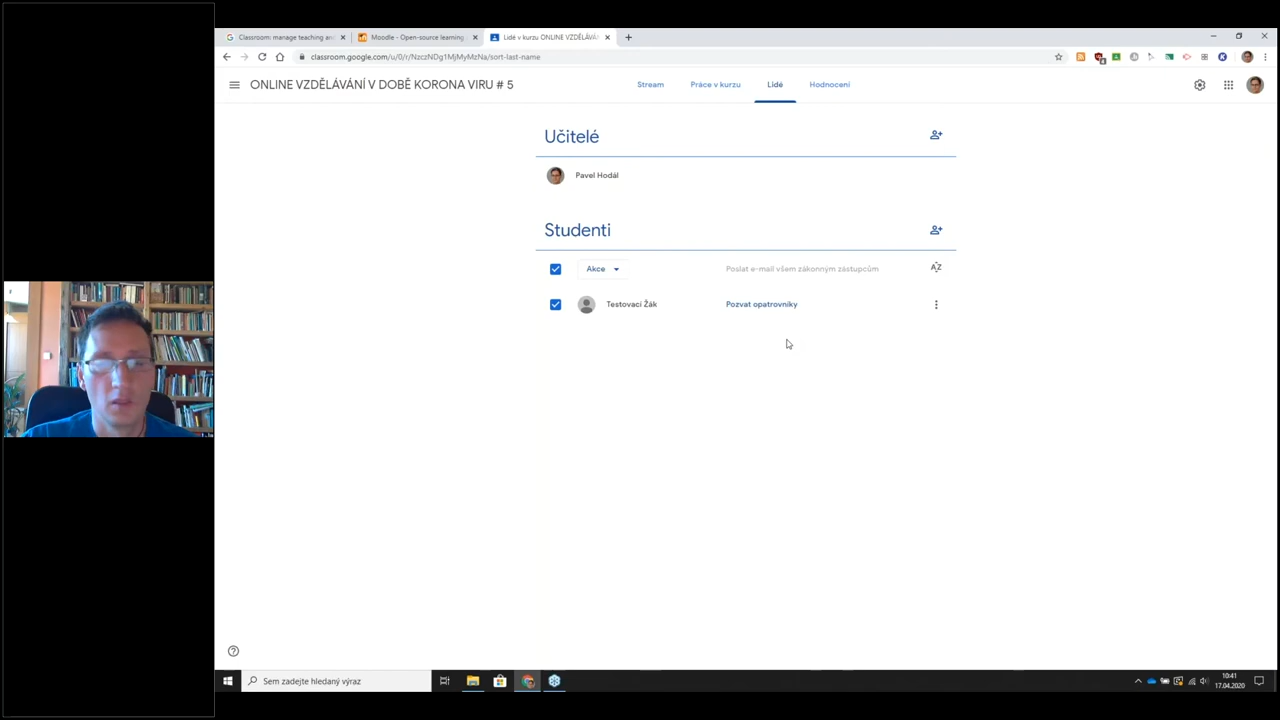 Classroom: manage teaching an
Moodle - Open-source learning
Lidé v kurzu ONLINE VZDĚLÁVÁN
classroom.google.com/u/0/r/NzczNDg1MjMyMzNa/sort-last-name
ONLINE VZDĚLÁVÁNÍ V DOBĚ KORONA VIRU # 5
Stream
Práce v kurzu
Lidé
Hodnocení
Učitelé
Pavel Hodál
Studenti
Akce
Poslat e-mail všem zákonným zástupcům
Testovací Žák
Pozvat opatrovníky
Sem zadejte hledaný výraz
10:41
17.04.2020